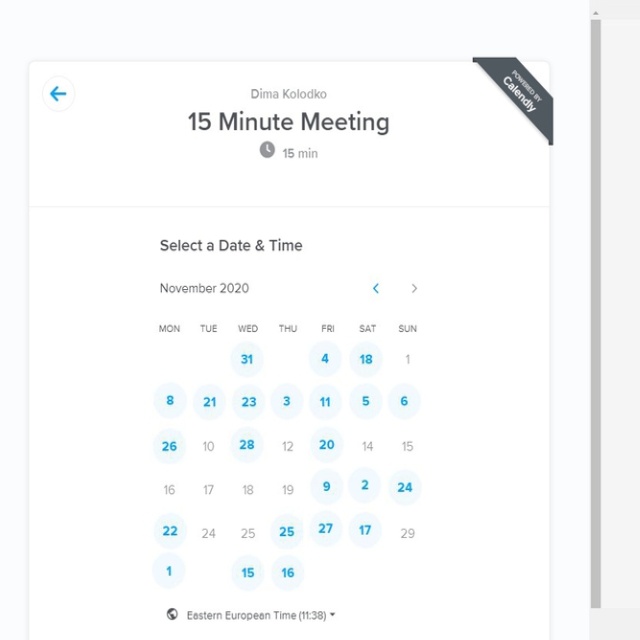 POWERED BY
Calendly
Dima Kolodko
15 Minute Meeting
15 min
Select a Date & Time
November 2020
MON TUE WED THU FRI SAT SUN
31 4 18 1
8 21 23 3 11 5 6
26 10 28 12 20 14 15
16 17 18 19 9 2 24
22 24 25 25 27 17 29
1 15 16
Eastern European Time (11:38)